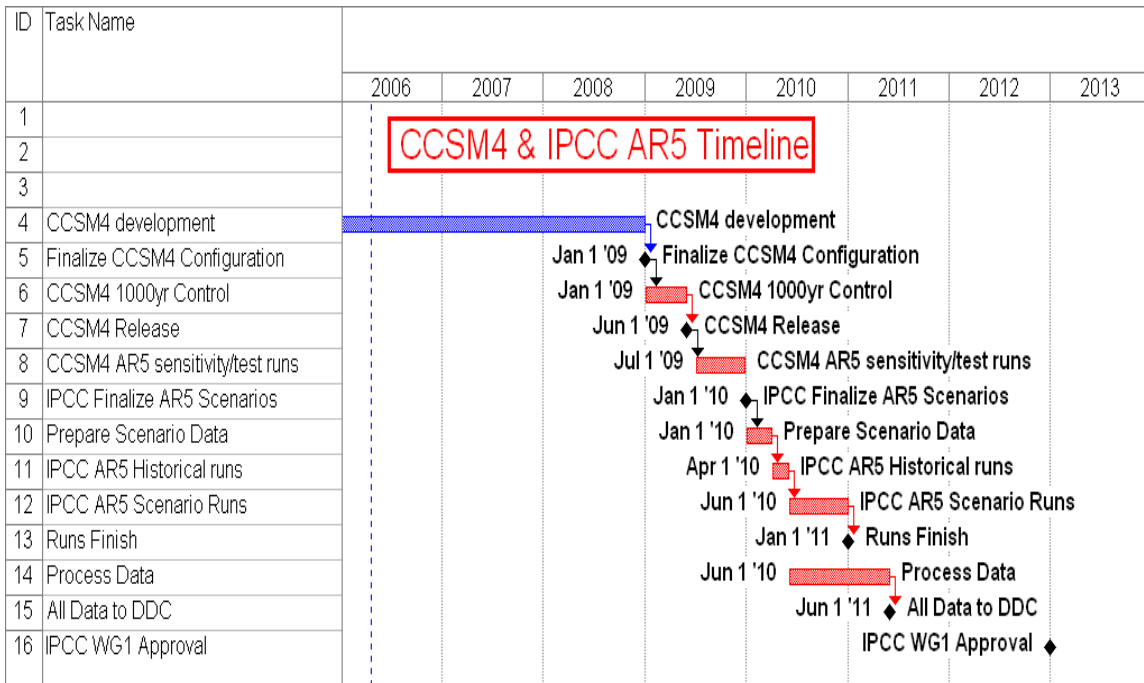 ID Task Name
2006 2007 2008 2009 2010 2011 2012 2013
1
CCSM4 & IPCC AR5 Timeline
2
3
4 CCSM4 development CCSM4 development
5 Finalize CCSM4 Configuration Jan 1 '09 Finalize CCSM4 Configuration
6 CCSM4 1000yr Control Jan 1 '09 CCSM4 1000yr Control
7 CCSM4 Release Jun 1 '09 CCSM4 Release
8 CCSM4 AR5 sensitivity/test runs Jul 1 '09 CCSM4 AR5 sensitivity/test runs
9 IPCC Finalize AR5 Scenarios Jan 1 '10 IPCC Finalize AR5 Scenarios
10 Prepare Scenario Data Jan 1 '10 Prepare Scenario Data
11 IPCC AR5 Historical runs Apr 1 '10 IPCC AR5 Historical runs
12 IPCC AR5 Scenario Runs Jun 1 '10 IPCC AR5 Scenario Runs
13 Runs Finish Jan 1 '11 Runs Finish
14 Process Data Jun 1 '10 Process Data
15 All Data to DDC Jun 1 '11 All Data to DDC
16 IPCC WG1 Approval IPCC WG1 Approval